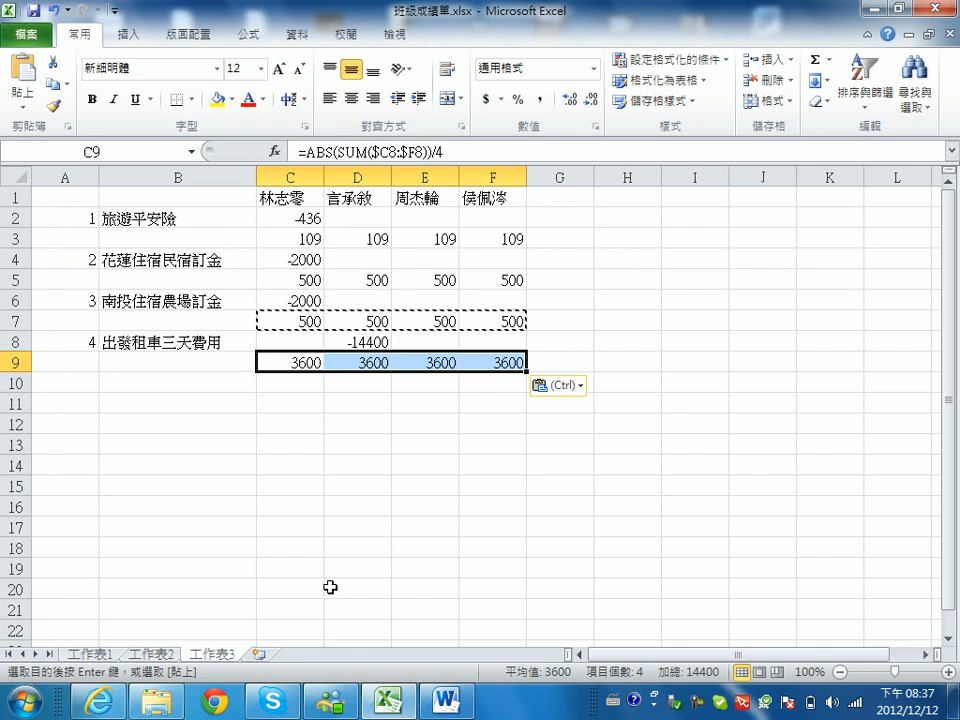 班級成績單.xlsx - Microsoft Excel
檔案 常用 插入 版面配置 公式 資料 校閱 檢視
貼上 新細明體 12 A A 通用格式 設定格式化的條件 插入 Σ
B I U A 中 $ % , .00 格式化為表格 刪除 排序與篩選 尋找與選取
儲存格樣式 格式
剪貼簿 字型 對齊方式 數值 樣式 儲存格 編輯
C9 fx =ABS(SUM($C8:$F8))/4
A B C D E F G H I J K L
1 林志零 言承敘 周杰輪 侯佩涔
2 1 旅遊平安險 -436
3 109 109 109 109
4 2 花蓮住宿民宿訂金 -2000
5 500 500 500 500
6 3 南投住宿農場訂金 -2000
7 500 500 500 500
8 4 出發租車三天費用 -14400
9 3600 3600 3600 3600
10 (Ctrl)
11
12
13
14
15
16
17
18
19
20
21
22
工作表1 工作表2 工作表3
選取目的後按 Enter 鍵，或選取 [貼上] 平均值: 3600 項目個數: 4 加總: 14400 100%
下午 08:37
2012/12/12